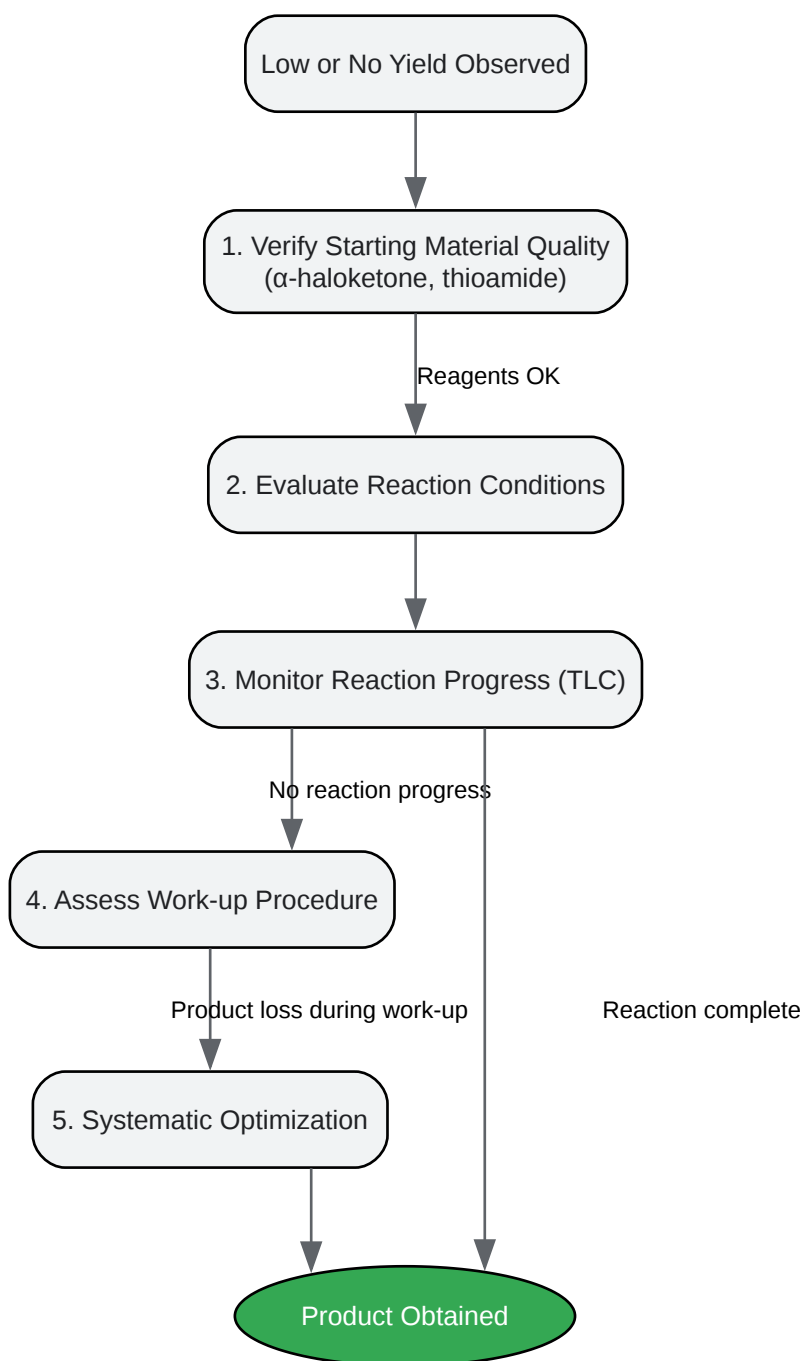 Low or No Yield Observed
1. Verify Starting Material Quality
(α-haloketone, thioamide)
Reagents OK
2. Evaluate Reaction Conditions
3. Monitor Reaction Progress (TLC)
No reaction progress
4. Assess Work-up Procedure
Product loss during work-up
Reaction complete
5. Systematic Optimization
Product Obtained